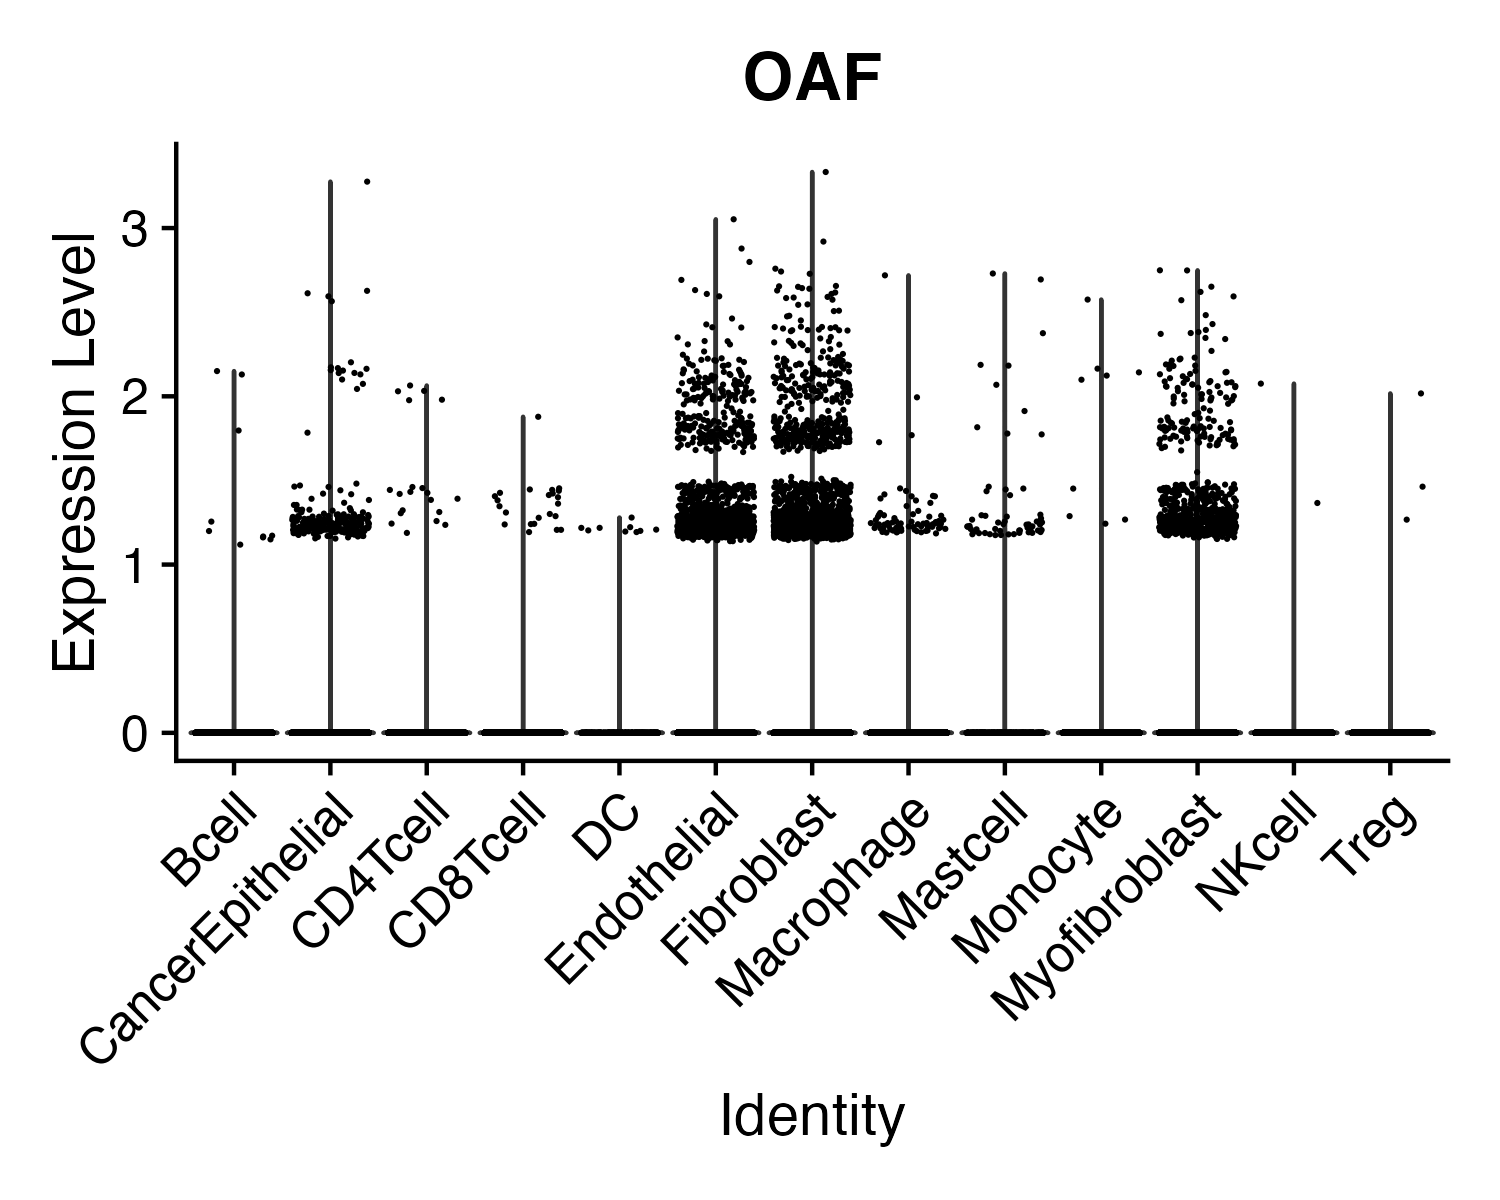 OAF
Expression Level
3
2
1
0
Bcell
CancerEpithelial
CD4Tcell
CD8Tcell
DC
Endothelial
Fibroblast
Macrophage
Mastcell
Monocyte
Myofibroblast
NKcell
Treg
Identity